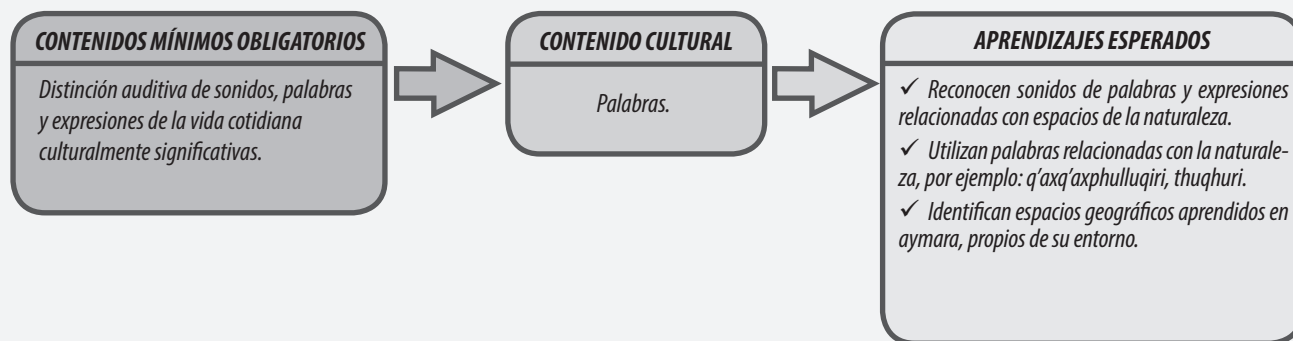 CONTENIDOS MÍNIMOS OBLIGATORIOS
Distinción auditiva de sonidos, palabras
y expresiones de la vida cotidiana
culturalmente significativas.
CONTENIDO CULTURAL
Palabras.
APRENDIZAJES ESPERADOS
✓ Reconocen sonidos de palabras y expresiones
relacionadas con espacios de la naturaleza.
✓ Utilizan palabras relacionadas con la naturale-
za, por ejemplo: q'axq'axphulluqiri, thuqhuri.
✓ Identifican espacios geográficos aprendidos en
aymara, propios de su entorno.